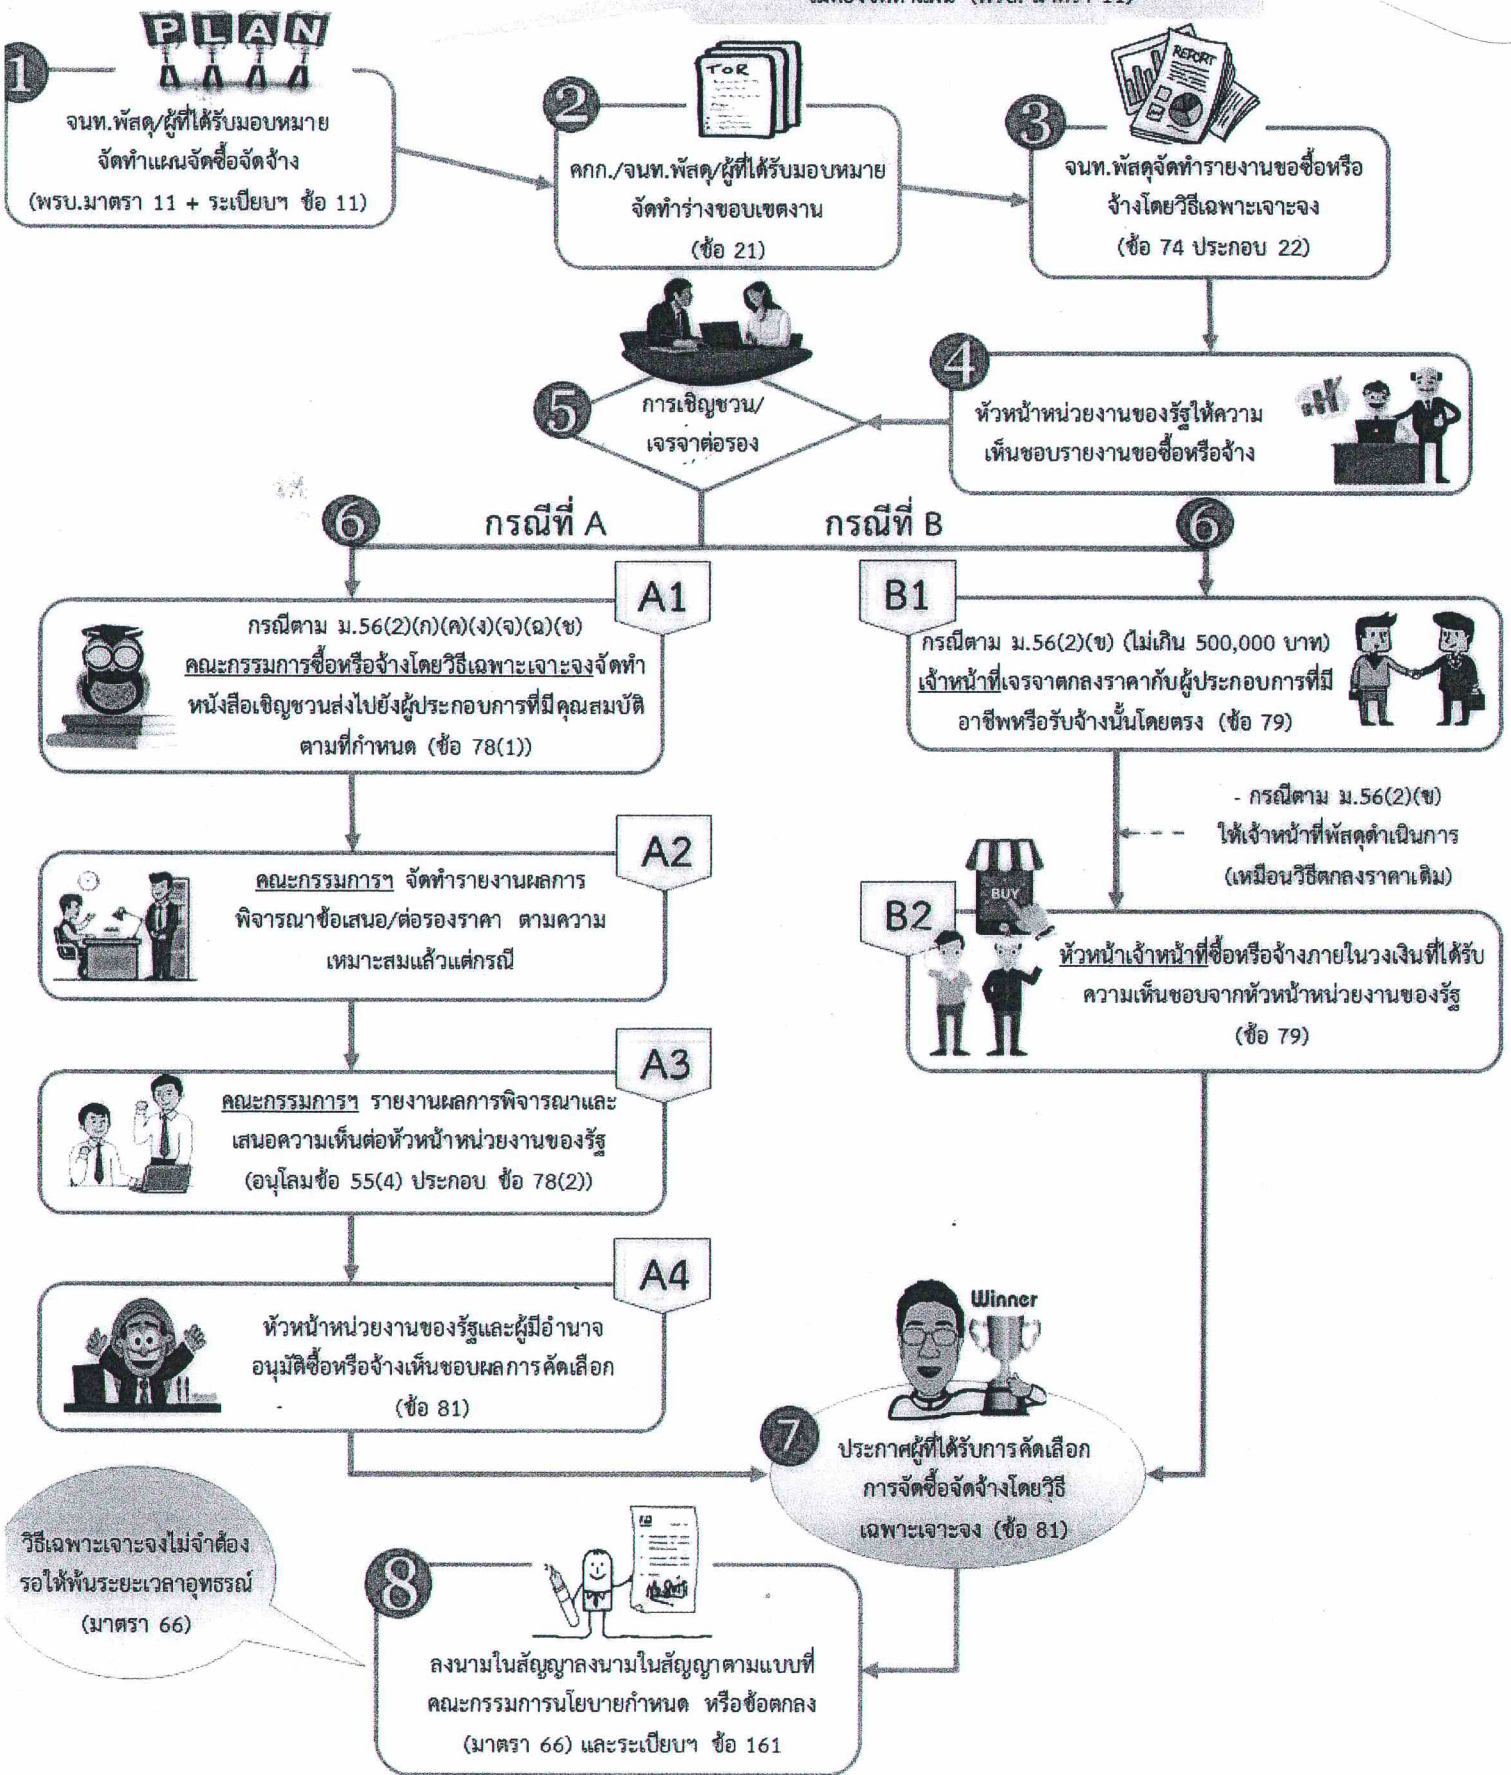 PLAN
1
จนท.พัสดุ/ผู้ที่ได้รับมอบหมาย
จัดทำแผนจัดซื้อจัดจ้าง
(พรบ.มาตรา 11 + ระเบียบฯ ข้อ 11)
2
TOR
คกก./จนท.พัสดุ/ผู้ที่ได้รับมอบหมาย
จัดทำร่างขอบเขตงาน
(ข้อ 21)
3
REPORT
จนท.พัสดุจัดทำรายงานขอซื้อหรือ
จ้างโดยวิธีเฉพาะเจาะจง
(ข้อ 74 ประกอบ 22)
4
หัวหน้าหน่วยงานของรัฐให้ความ
เห็นชอบรายงานขอซื้อหรือจ้าง
5
การเชิญชวน/
เจรจาต่อรอง
6
กรณีที่ A
กรณีที่ B
6
A1
กรณีตาม ม.56(2)(ก)(ค)(ง)(จ)(ฉ)(ช)
คณะกรรมการซื้อหรือจ้างโดยวิธีเฉพาะเจาะจงจัดทำ
หนังสือเชิญชวนส่งไปยังผู้ประกอบการที่มีคุณสมบัติ
ตามที่กำหนด (ข้อ 78(1))
B1
กรณีตาม ม.56(2)(ข) (ไม่เกิน 500,000 บาท)
เจ้าหน้าที่เจรจาตกลงราคากับผู้ประกอบการที่มี
อาชีพหรือรับจ้างนั้นโดยตรง (ข้อ 79)
- กรณีตาม ม.56(2)(ข)
ให้เจ้าหน้าที่พัสดุดำเนินการ
(เหมือนวิธีตกลงราคาเดิม)
A2
คณะกรรมการฯ จัดทำรายงานผลการ
พิจารณาข้อเสนอ/ต่อรองราคา ตามความ
เหมาะสมแล้วแต่กรณี
B2
BUY
หัวหน้าเจ้าหน้าที่ซื้อหรือจ้างภายในวงเงินที่ได้รับ
ความเห็นชอบจากหัวหน้าหน่วยงานของรัฐ
(ข้อ 79)
A3
คณะกรรมการฯ รายงานผลการพิจารณาและ
เสนอความเห็นต่อหัวหน้าหน่วยงานของรัฐ
(อนุโลมข้อ 55(4) ประกอบ ข้อ 78(2))
A4
หัวหน้าหน่วยงานของรัฐและผู้มีอำนาจ
อนุมัติซื้อหรือจ้างเห็นชอบผลการคัดเลือก
(ข้อ 81)
Winner
7
ประกาศผู้ที่ได้รับการคัดเลือก
การจัดซื้อจัดจ้างโดยวิธี
เฉพาะเจาะจง (ข้อ 81)
วิธีเฉพาะเจาะจงไม่จำต้อง
รอให้พ้นระยะเวลาอุทธรณ์
(มาตรา 66)
8
ลงนามในสัญญาลงนามในสัญญาตามแบบที่
คณะกรรมการนโยบายกำหนด หรือข้อตกลง
(มาตรา 66) และระเบียบฯ ข้อ 161